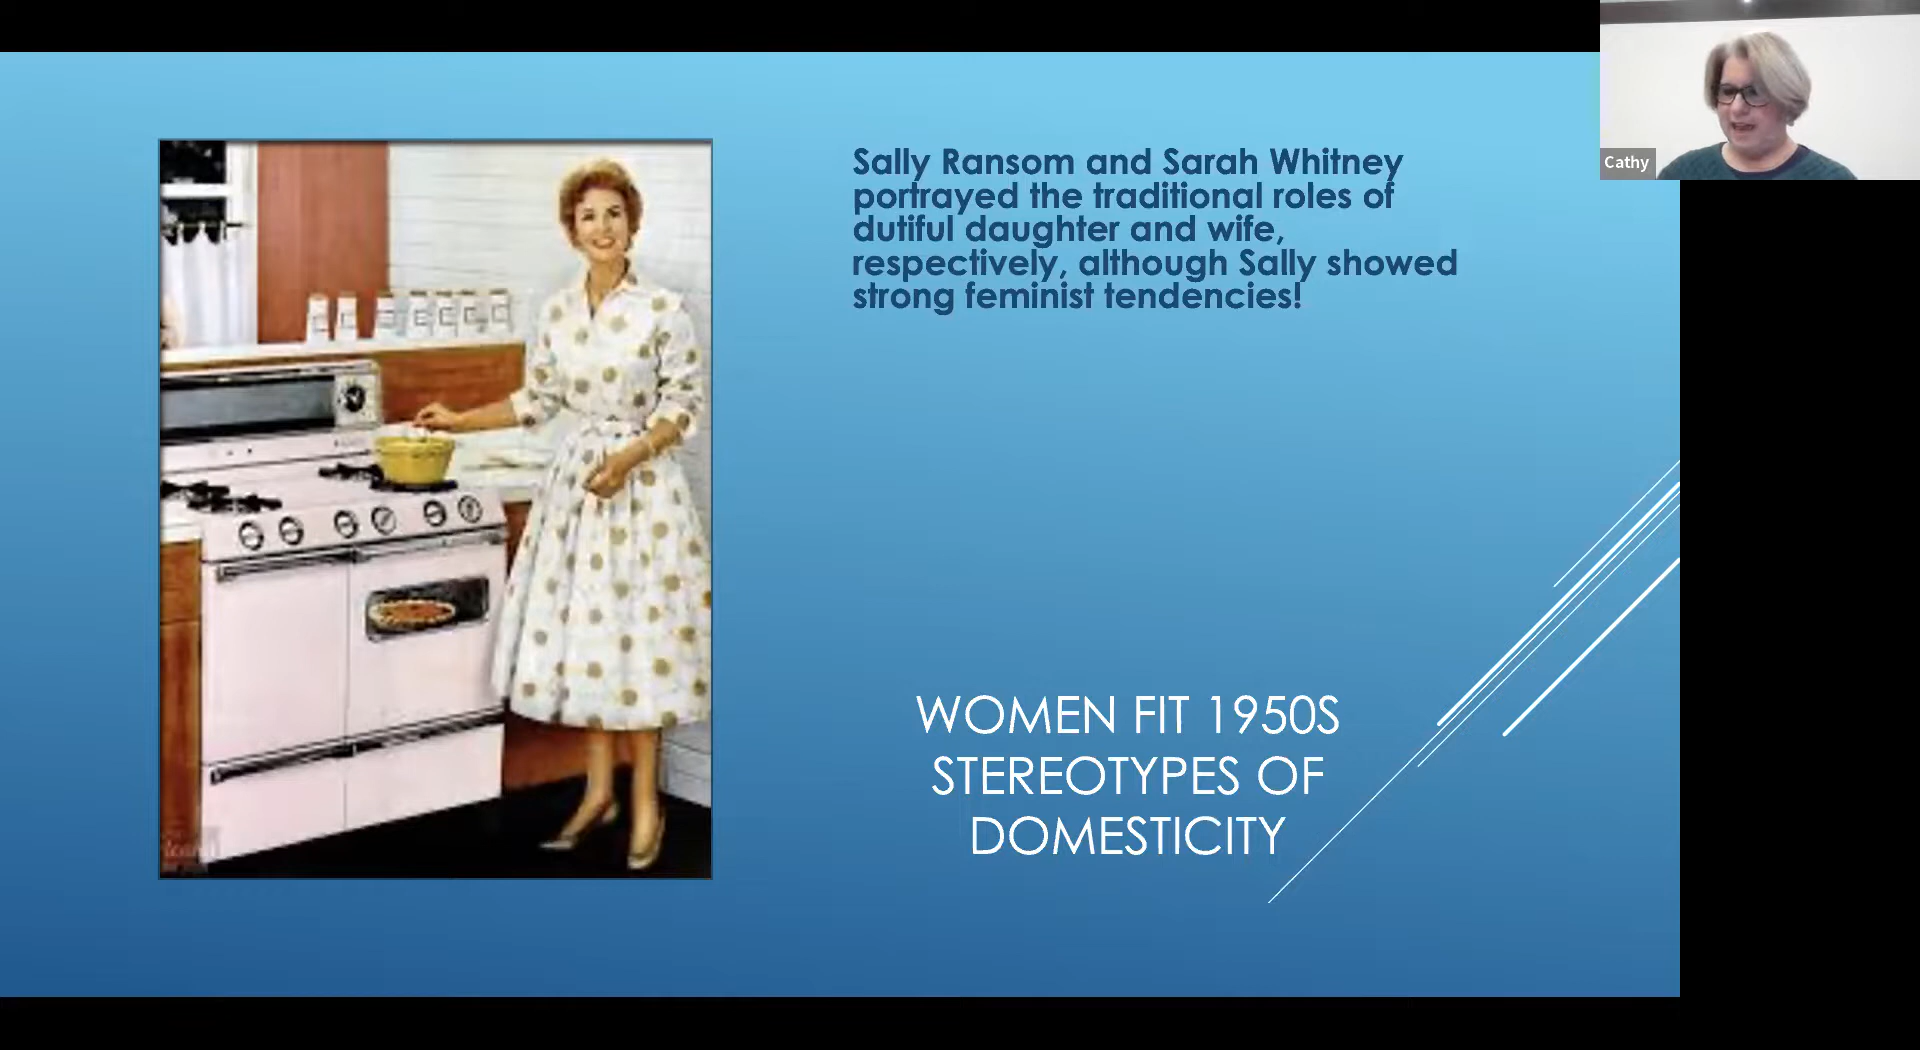 Sally Ransom and Sarah Whitney
portrayed the traditional roles of
dutiful daughter and wife,
respectively, although Sally showed
strong feminist tendencies!
WOMEN FIT 1950S
STEREOTYPES OF
DOMESTICITY
Cathy